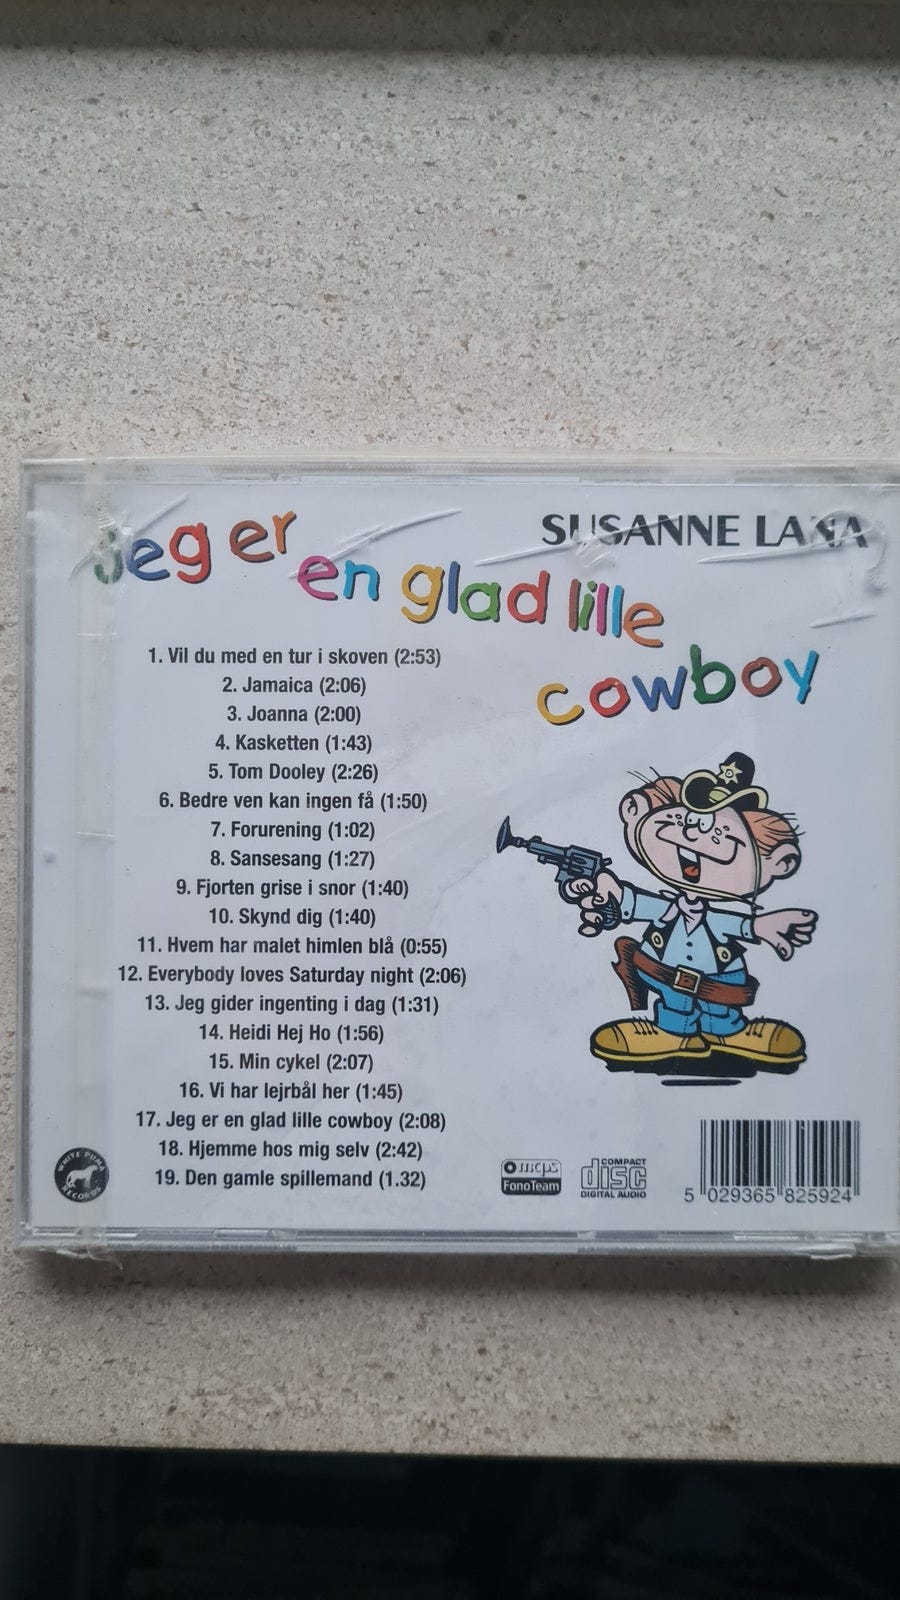 SUSANNE LANA
Jeg er
en glad lille
cowboy
1. Vil du med en tur i skoven (2:53)
2. Jamaica (2:06)
3. Joanna (2:00)
4. Kasketten (1:43)
5. Tom Dooley (2:26)
6. Bedre ven kan ingen få (1:50)
7. Forurening (1:02)
8. Sansesang (1:27)
9. Fjorten grise i snor (1:40)
10. Skynd dig (1:40)
11. Hvem har malet himlen blå (0:55)
12. Everybody loves Saturday night (2:06)
13. Jeg gider ingenting i dag (1:31)
14. Heidi Hej Ho (1:56)
15. Min cykel (2:07)
16. Vi har lejrbål her (1:45)
17. Jeg er en glad lille cowboy (2:08)
18. Hjemme hos mig selv (2:42)
19. Den gamle spillemand (1.32)
WHITE PUMA
RECORDS
mcps
FonoTeam
COMPACT
disc
DIGITAL AUDIO
5 029365 825924